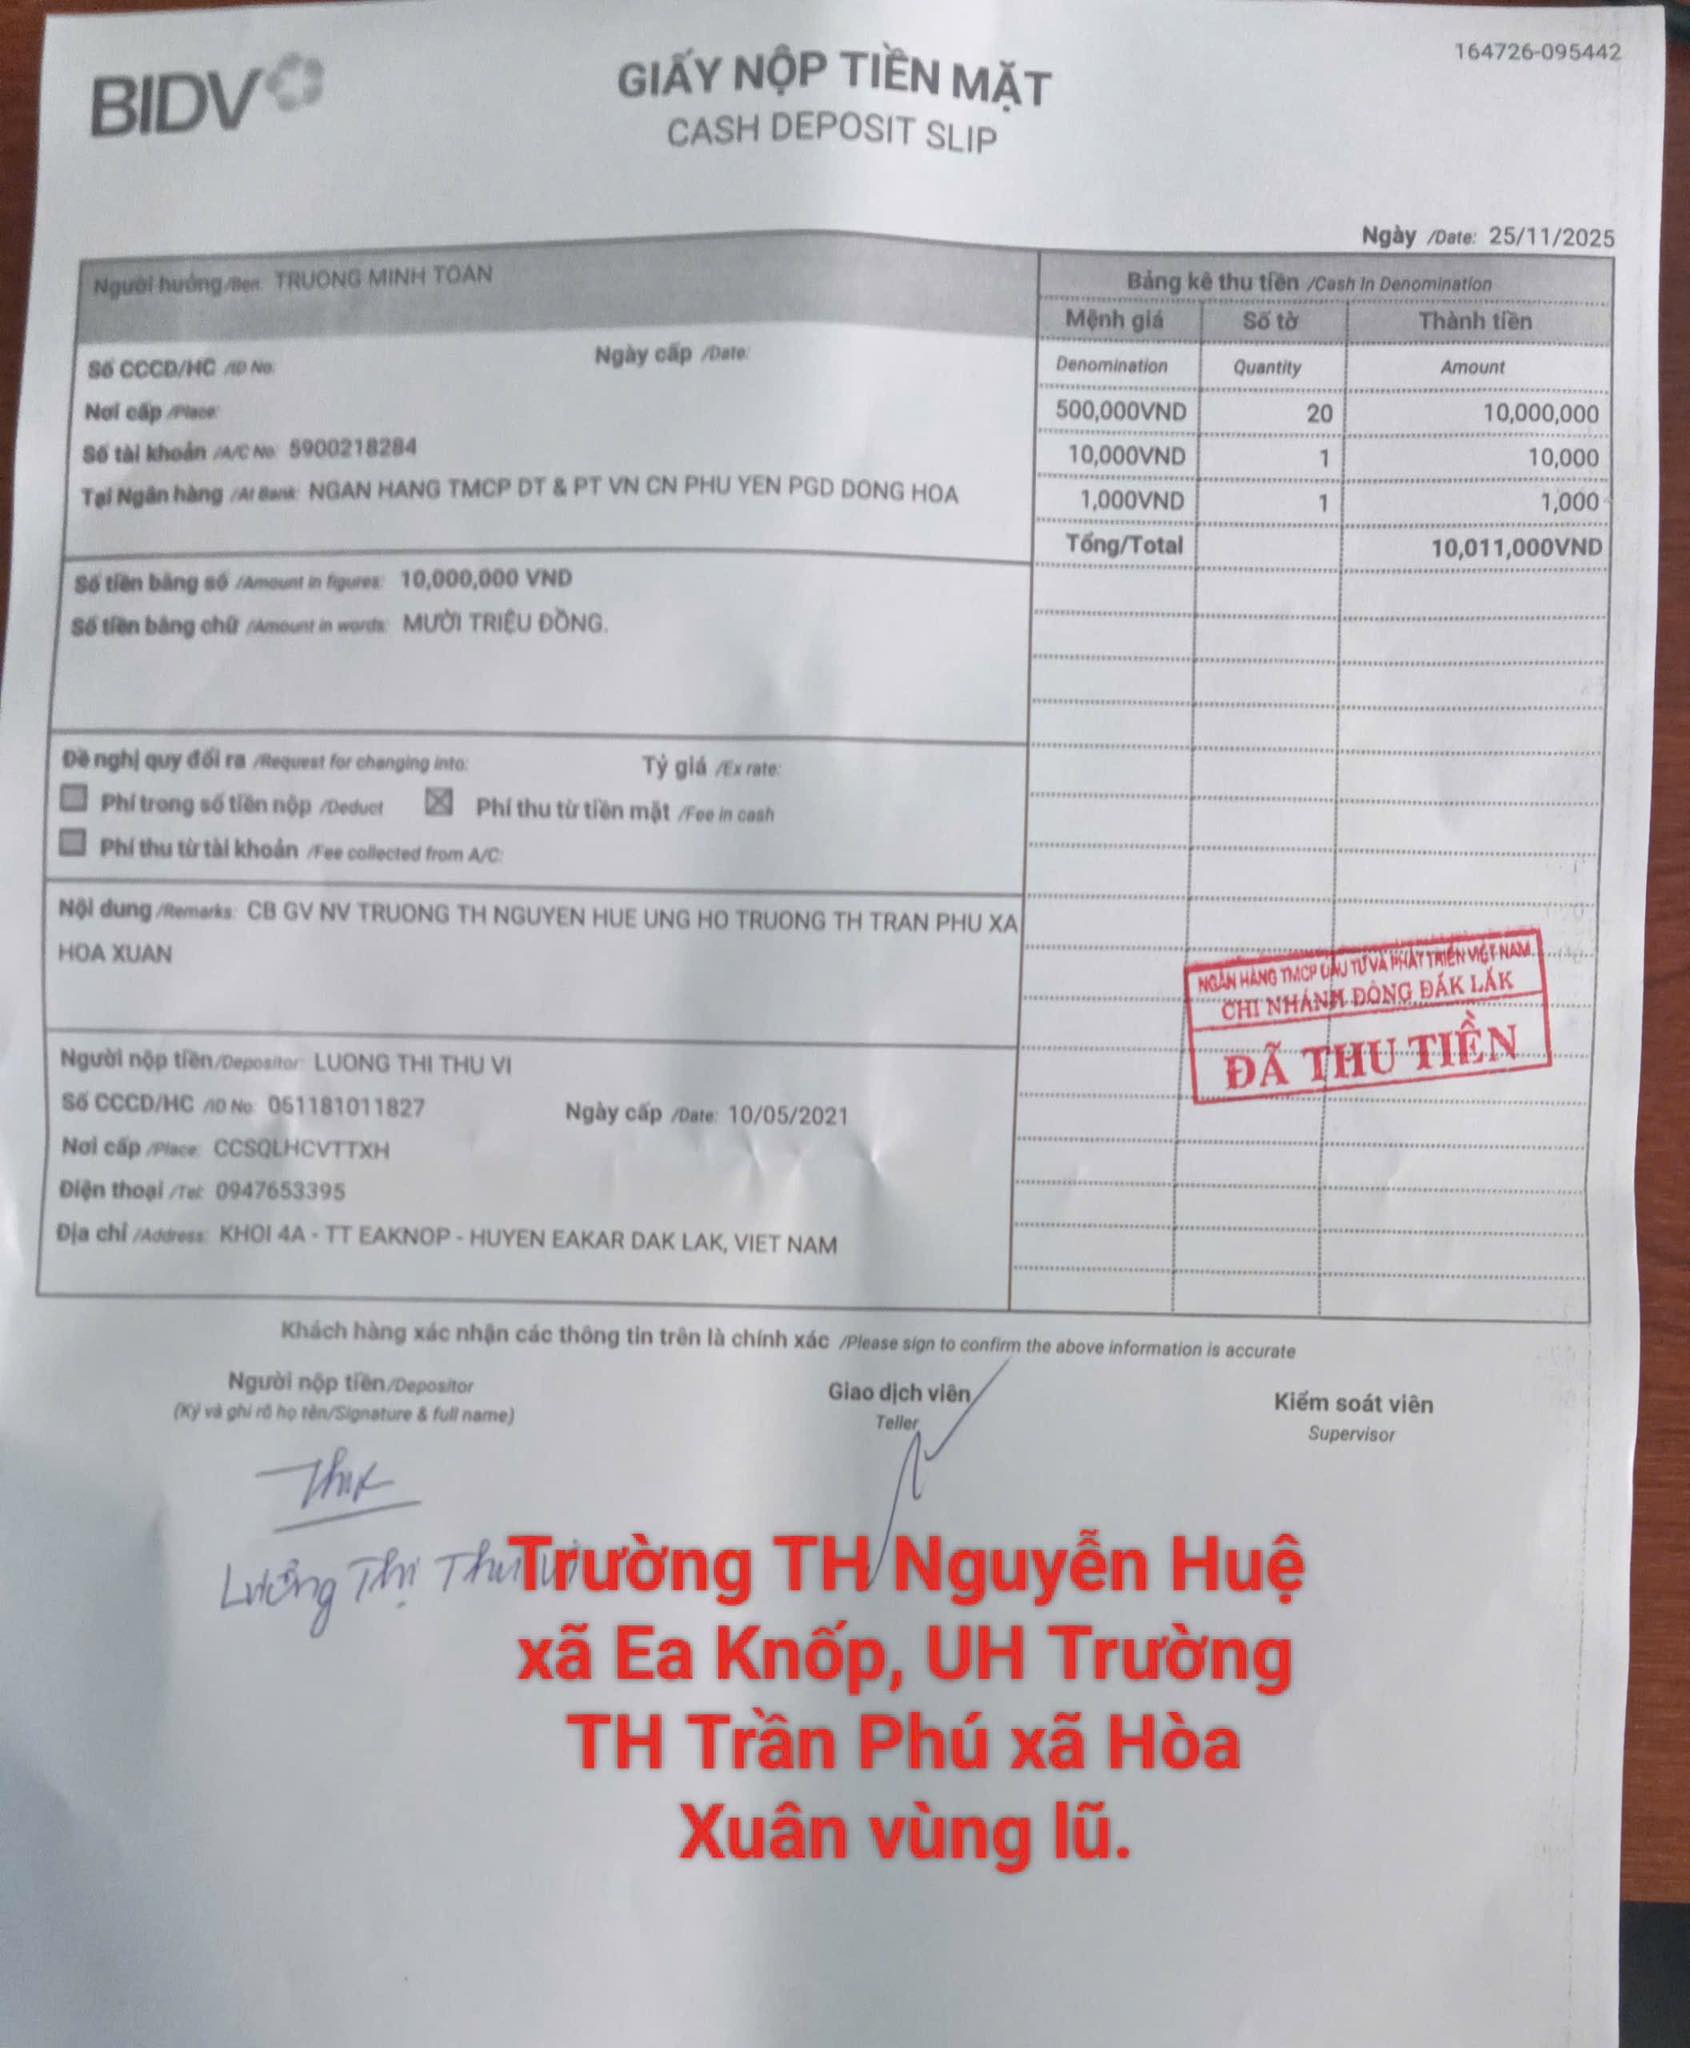 164726-095442
BIDV
GIẤY NỘP TIỀN MẶT
CASH DEPOSIT SLIP
Ngày /Date: 25/11/2025
Người hưởng/Ben: TRUONG MINH TOAN
Số CCCD/HC /ID No: Ngày cấp /Date:
Nơi cấp /Place:
Số tài khoản /A/C No: 5900218284
Tại Ngân hàng /At Bank: NGAN HANG TMCP DT & PT VN CN PHU YEN PGD DONG HOA
Số tiền bằng số /Amount in figures: 10,000,000 VND
Số tiền bằng chữ /Amount in words: MƯỜI TRIỆU ĐỒNG.
Đề nghị quy đổi ra /Request for changing into: Tỷ giá /Ex rate:
Phí trong số tiền nộp /Deduct Phí thu từ tiền mặt /Fee in cash
Phí thu từ tài khoản /Fee collected from A/C:
Nội dung /Remarks: CB GV NV TRUONG TH NGUYEN HUE UNG HO TRUONG TH TRAN PHU XA
HOA XUAN
Người nộp tiền/Depositor: LUONG THI THU VI
Số CCCD/HC /ID No: 051181011827 Ngày cấp /Date: 10/05/2021
Nơi cấp /Place: CCSQLHCVTTXH
Điện thoại /Tel: 0947653395
Địa chỉ /Address: KHOI 4A - TT EAKNOP - HUYEN EAKAR DAK LAK, VIET NAM
Bảng kê thu tiền /Cash In Denomination
Mệnh giá Số tờ Thành tiền
Denomination Quantity Amount
500,000VND 20 10,000,000
10,000VND 1 10,000
1,000VND 1 1,000
Tổng/Total 10,011,000VND
NGÂN HÀNG TMCP ĐẦU TƯ VÀ PHÁT TRIỂN VIỆT NAM
CHI NHÁNH ĐÔNG ĐẮK LẮK
ĐÃ THU TIỀN
Khách hàng xác nhận các thông tin trên là chính xác /Please sign to confirm the above information is accurate
Người nộp tiền/Depositor
(Ký và ghi rõ họ tên/Signature & full name)
Giao dịch viên
Teller
Kiểm soát viên
Supervisor
Lương Thị Thu Vi
Trường TH Nguyễn Huệ
xã Ea Knốp, UH Trường
TH Trần Phú xã Hòa
Xuân vùng lũ.